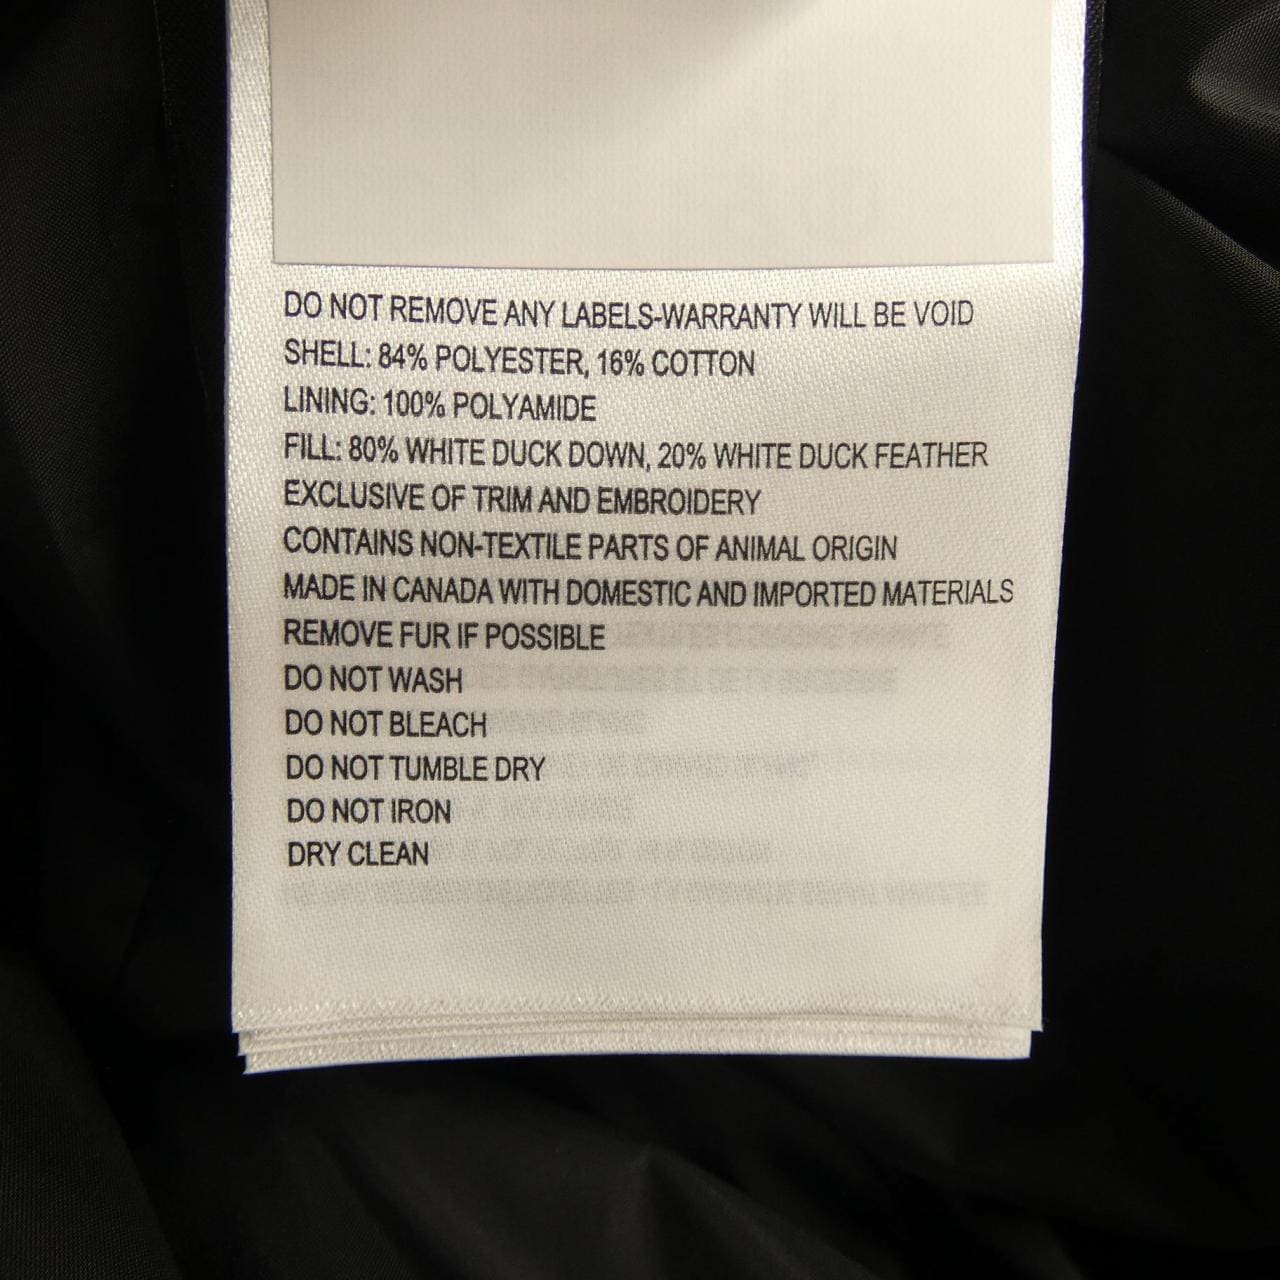 DO NOT REMOVE ANY LABELS-WARRANTY WILL BE VOID
SHELL: 84% POLYESTER, 16% COTTON
LINING: 100% POLYAMIDE
FILL: 80% WHITE DUCK DOWN, 20% WHITE DUCK FEATHER
EXCLUSIVE OF TRIM AND EMBROIDERY
CONTAINS NON-TEXTILE PARTS OF ANIMAL ORIGIN
MADE IN CANADA WITH DOMESTIC AND IMPORTED MATERIALS
REMOVE FUR IF POSSIBLE
DO NOT WASH
DO NOT BLEACH
DO NOT TUMBLE DRY
DO NOT IRON
DRY CLEAN